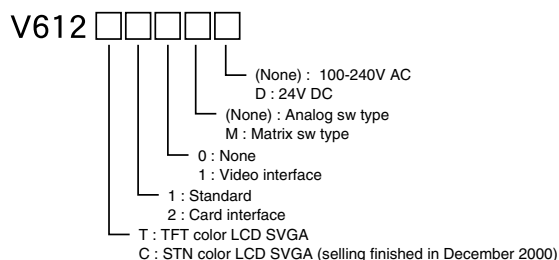 V612□□□□□
(None) : 100-240V AC
D : 24V DC
(None) : Analog sw type
M : Matrix sw type
0 : None
1 : Video interface
1 : Standard
2 : Card interface
T : TFT color LCD SVGA
C : STN color LCD SVGA (selling finished in December 2000)